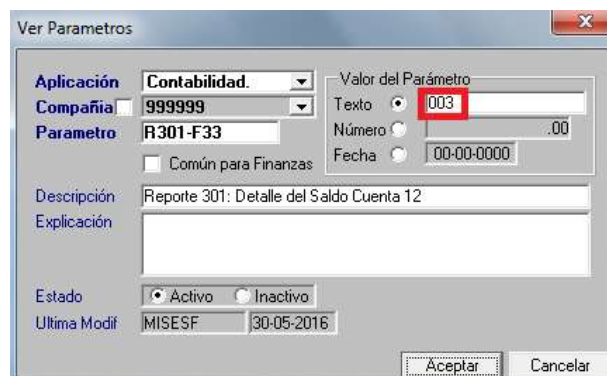 Ver Parametros
Aplicación Contabilidad. Valor del Parámetro
Compañia 999999 Texto 003
Parametro R301-F33 Número .00
Común para Finanzas Fecha 00-00-0000
Descripción Reporte 301: Detalle del Saldo Cuenta 12
Explicación
Estado Activo Inactivo
Ultima Modif MISESF 30-05-2016
Aceptar Cancelar